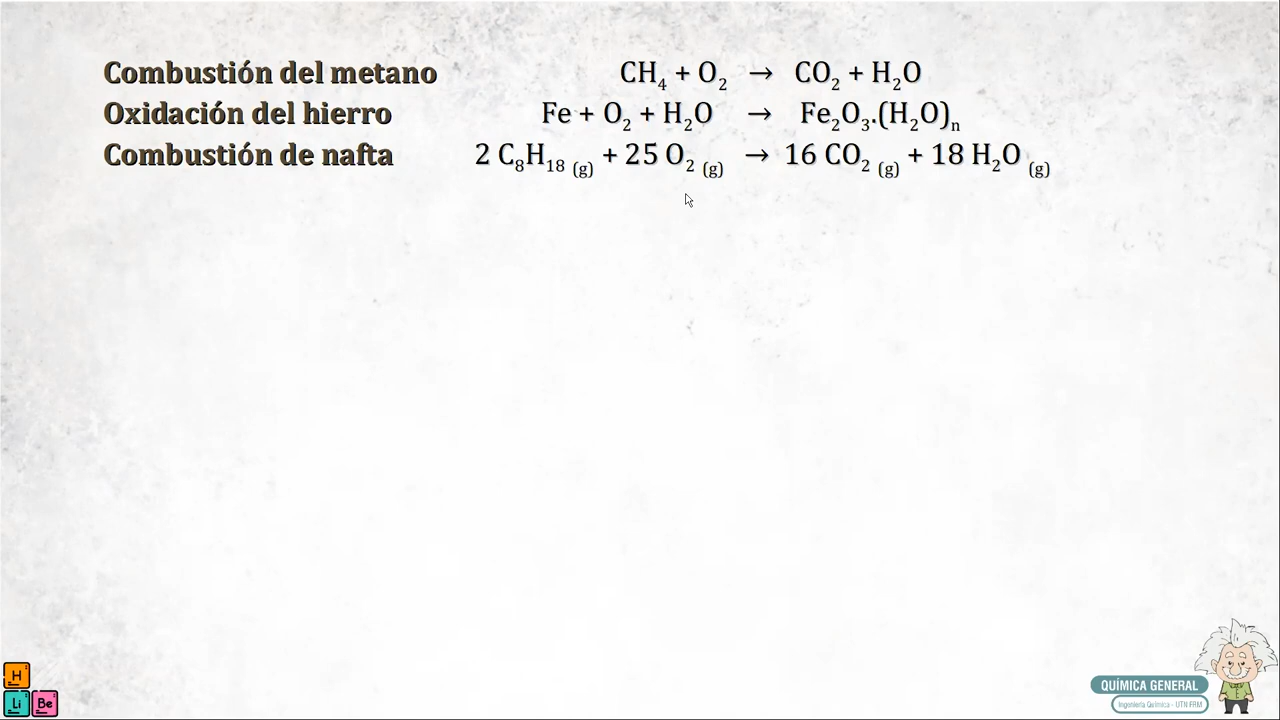 Combustión del metano CH₄ + O₂ → CO₂ + H₂O
Oxidación del hierro Fe + O₂ + H₂O → Fe₂O₃.(H₂O)ₙ
Combustión de nafta 2 C₈H₁₈ (g) + 25 O₂ (g) → 16 CO₂ (g) + 18 H₂O (g)
H
Li Be
QUÍMICA GENERAL
Ingeniería Química - UTN FRM